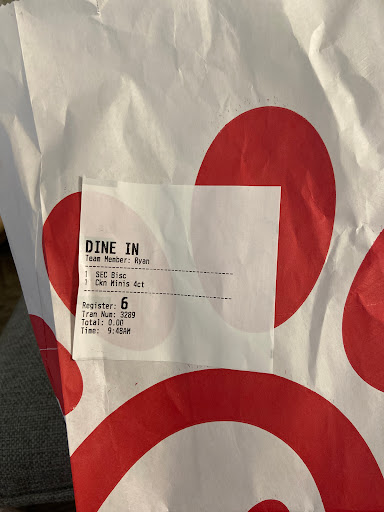 DINE IN
Team Member: Ryan
1 SEC Bisc
1 Ckn Minis 4ct
Register: 6
Tran Num: 3289
Total: 0.00
Time: 9:48AM